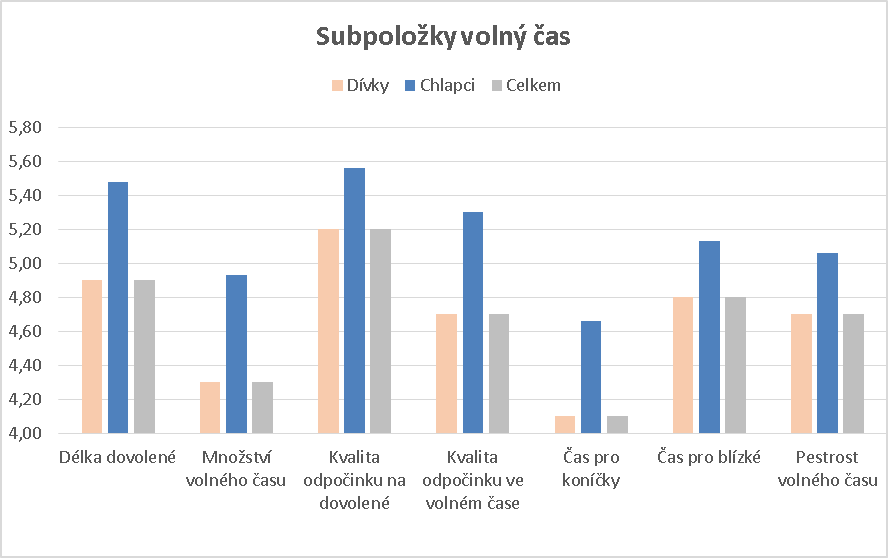 Subpoložky volný čas
Dívky Chlapci Celkem
5,80
5,60
5,40
5,20
5,00
4,80
4,60
4,40
4,20
4,00
Délka dovolené
Množství
volného času
Kvalita
odpočinku na
dovolené
Kvalita
odpočinku ve
volném čase
Čas pro
koníčky
Čas pro blízké
Pestrost
volného času